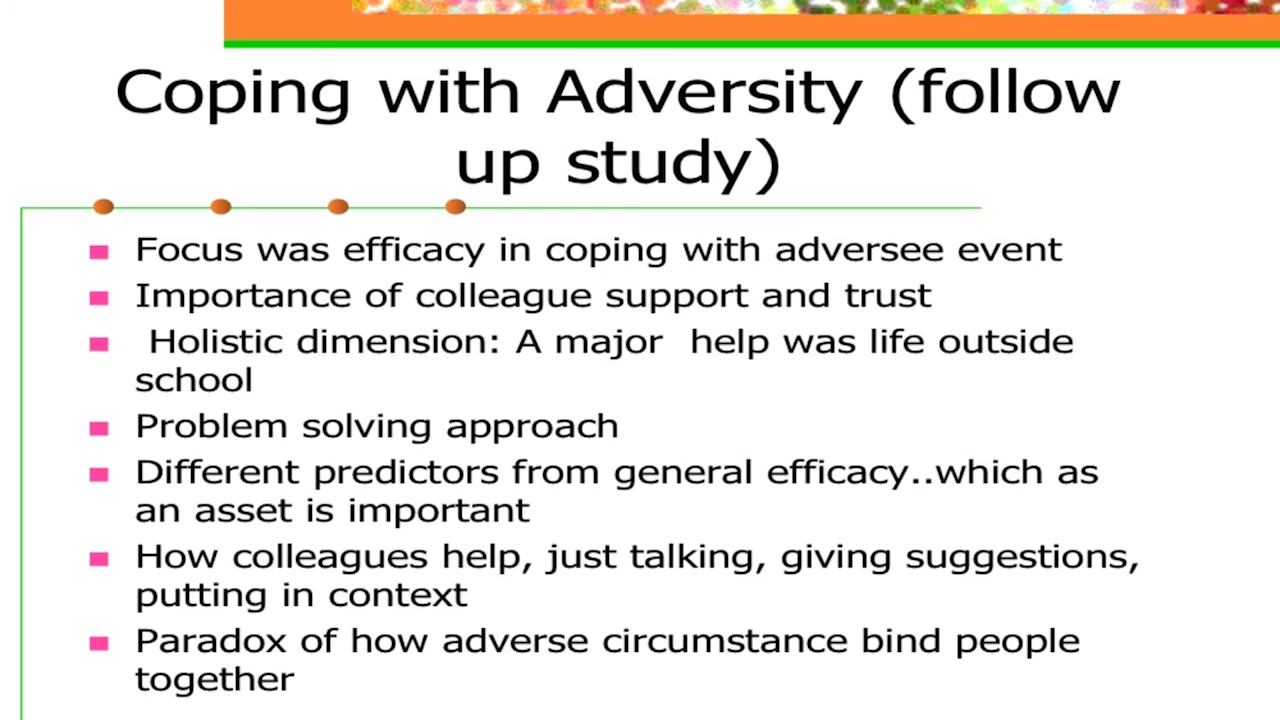 Coping with Adversity (follow
up study)
Focus was efficacy in coping with adversee event
Importance of colleague support and trust
Holistic dimension: A major help was life outside
school
Problem solving approach
Different predictors from general efficacy..which as
an asset is important
How colleagues help, just talking, giving suggestions,
putting in context
Paradox of how adverse circumstance bind people
together